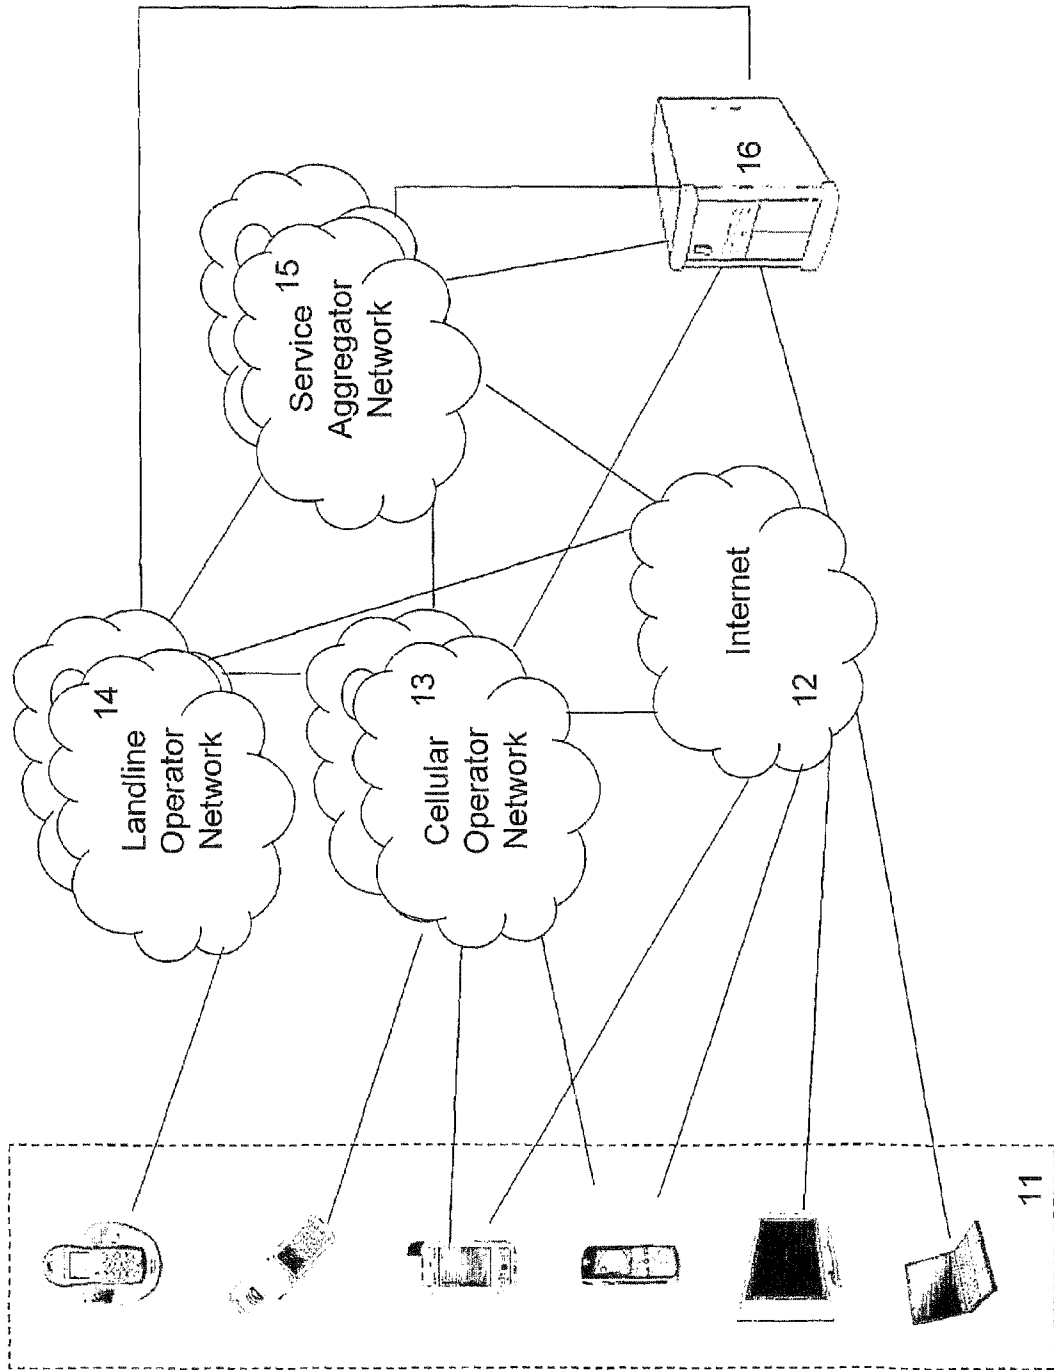 14
Landline
Operator
Network
Service 15
Aggregator
Network
13
Cellular
Operator
Network
Internet
12
16
11